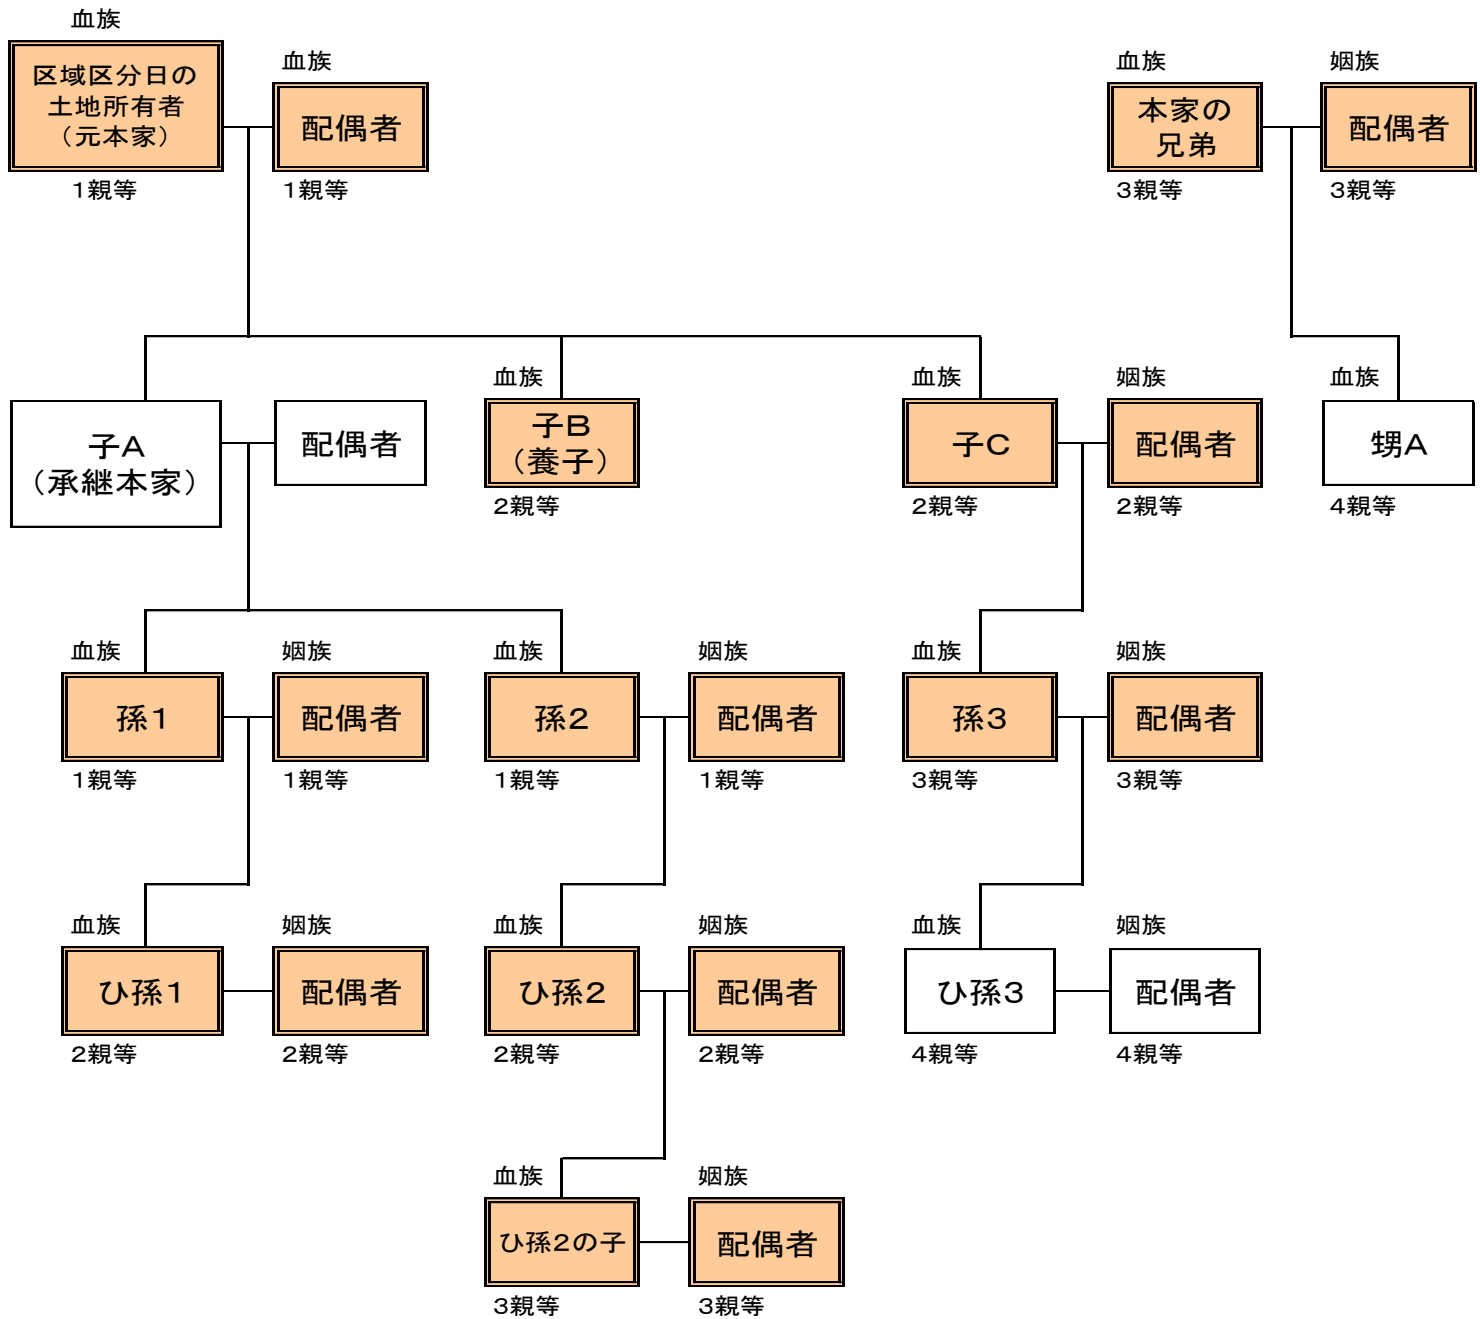 血族
区域区分日の
土地所有者
（元本家）
1親等
血族
配偶者
1親等
血族
本家の
兄弟
3親等
姻族
配偶者
3親等
子A
（承継本家）
配偶者
血族
子B
（養子）
2親等
血族
子C
2親等
姻族
配偶者
2親等
血族
甥A
4親等
血族
孫1
1親等
姻族
配偶者
1親等
血族
孫2
1親等
姻族
配偶者
1親等
血族
孫3
3親等
姻族
配偶者
3親等
血族
ひ孫1
2親等
姻族
配偶者
2親等
血族
ひ孫2
2親等
姻族
配偶者
2親等
血族
ひ孫3
4親等
姻族
配偶者
4親等
血族
ひ孫2の子
3親等
姻族
配偶者
3親等